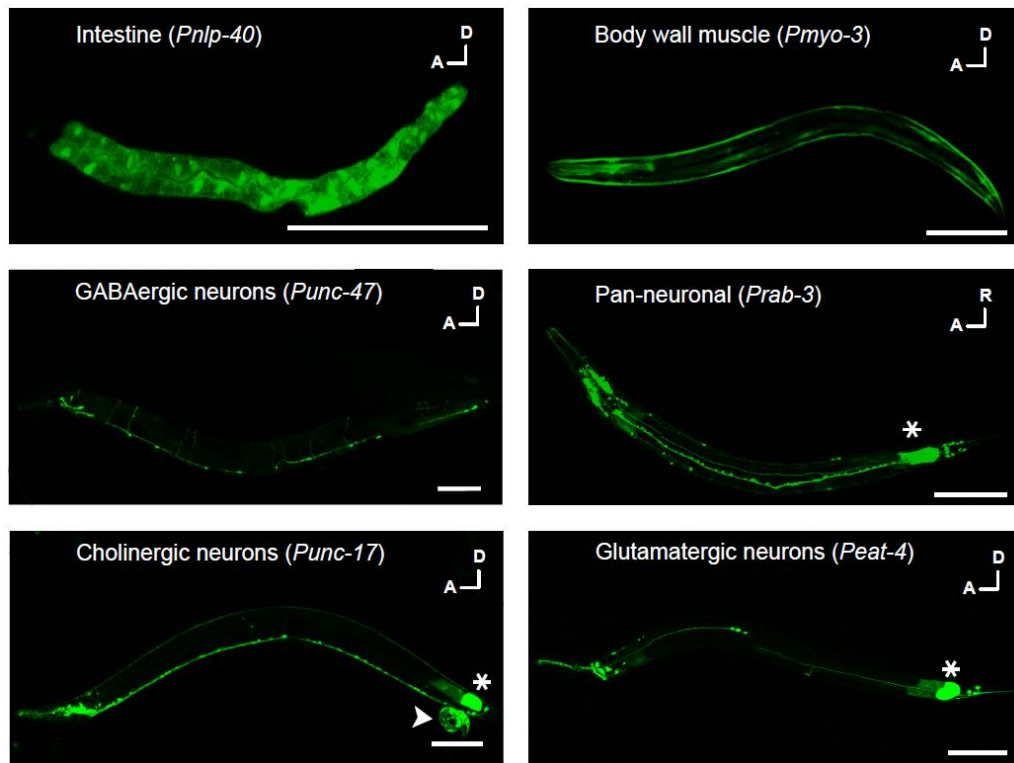 Intestine (Pnlp-40)
D
A
Body wall muscle (Pmyo-3)
D
A
GABAergic neurons (Punc-47)
D
A
Pan-neuronal (Prab-3)
R
A
*
Cholinergic neurons (Punc-17)
D
A
*
Glutamatergic neurons (Peat-4)
D
A
*